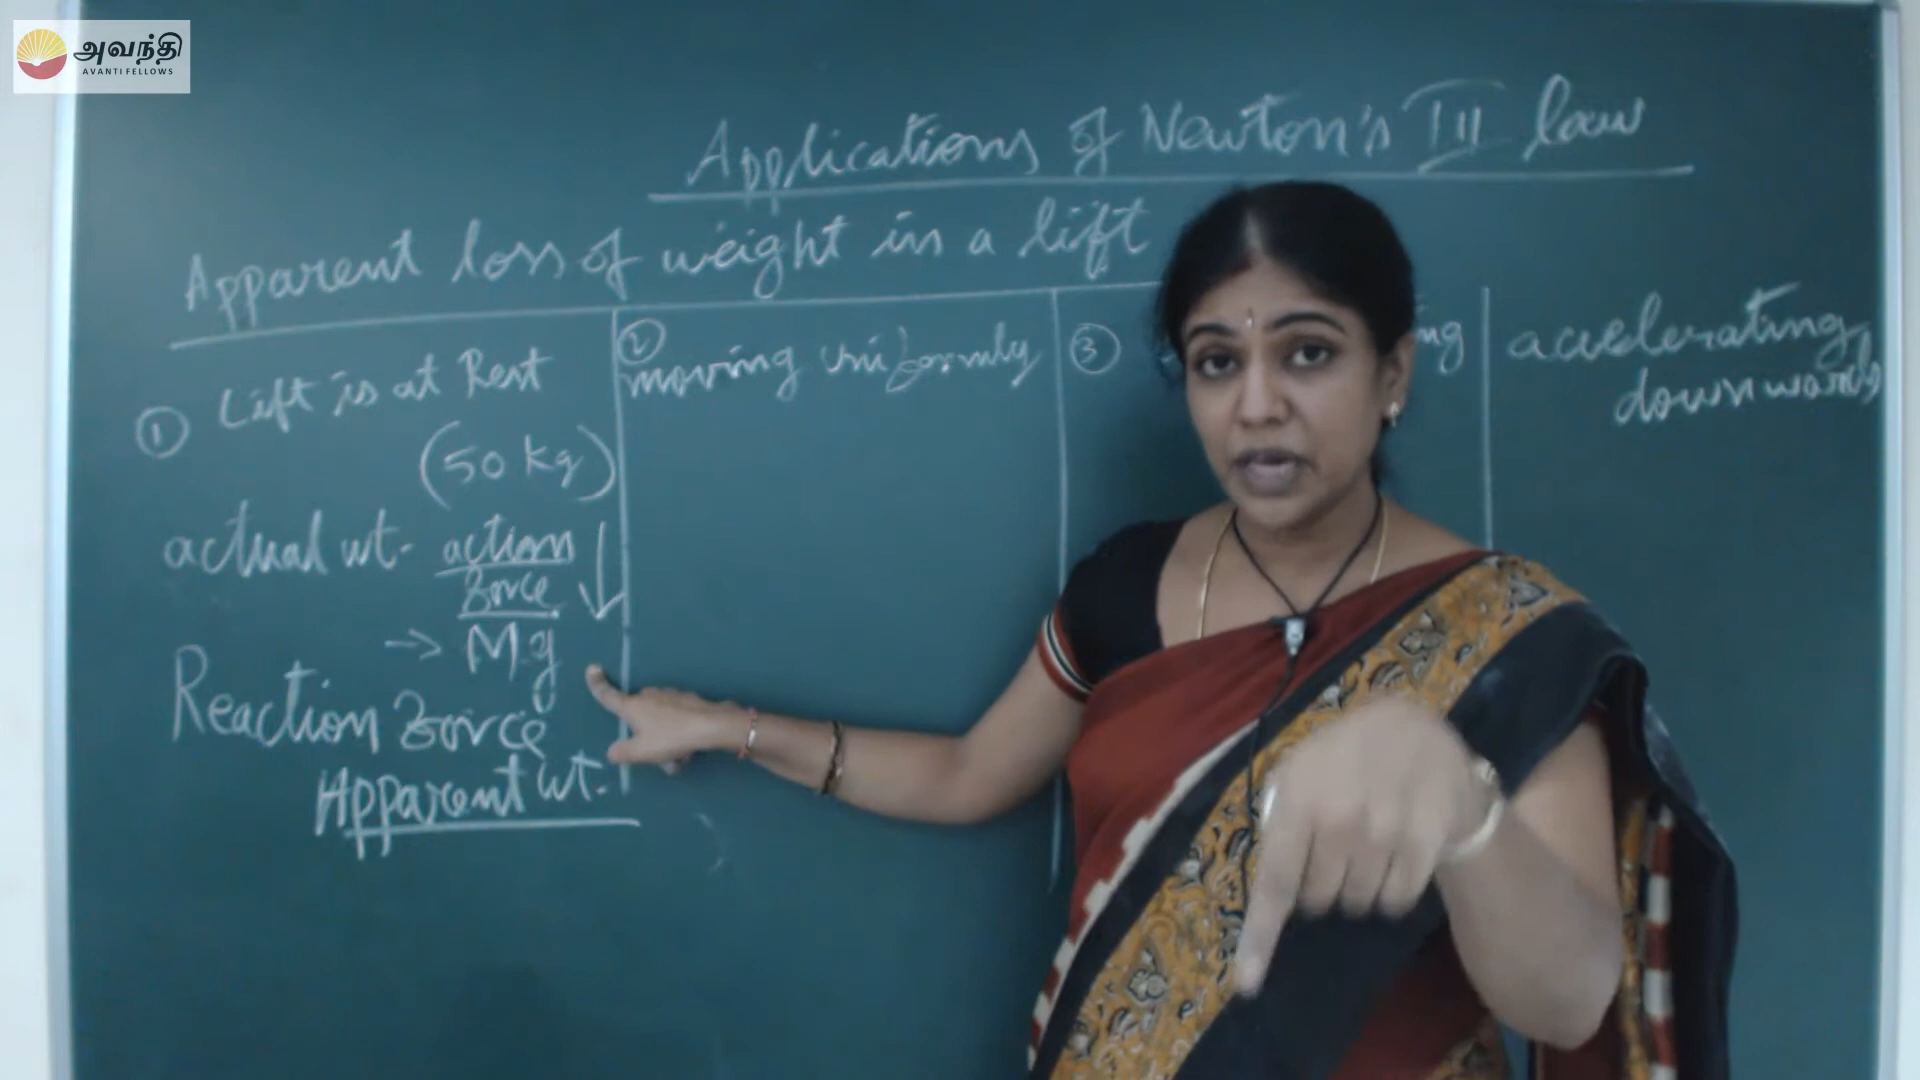 அவந்தி
AVANTI FELLOWS
Applications of Newton's III law
Apparent loss of weight in a lift
① Lift is at Rest
(50 kg)
actual wt - action
force
→ Mg
Reaction force
Apparent wt.
②
moving uniformly
③
accelerating
downwards